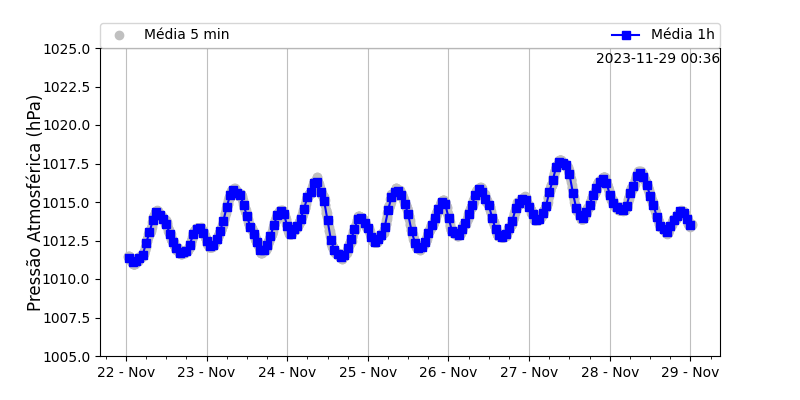 Média 5 min
Média 1h
2023-11-29 00:36
Pressão Atmosférica (hPa)
1025.0
1022.5
1020.0
1017.5
1015.0
1012.5
1010.0
1007.5
1005.0
22 - Nov
23 - Nov
24 - Nov
25 - Nov
26 - Nov
27 - Nov
28 - Nov
29 - Nov